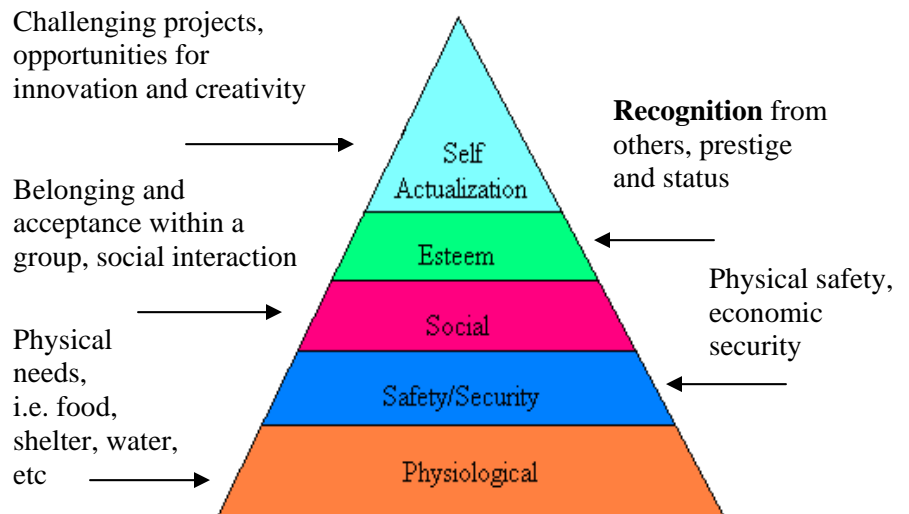 Challenging projects,
opportunities for
innovation and creativity
Recognition from
others, prestige
and status
Self
Actualization
Belonging and
acceptance within a
group, social interaction
Esteem
Physical safety,
economic
security
Social
Physical
needs,
i.e. food,
shelter, water,
etc
Safety/Security
Physiological